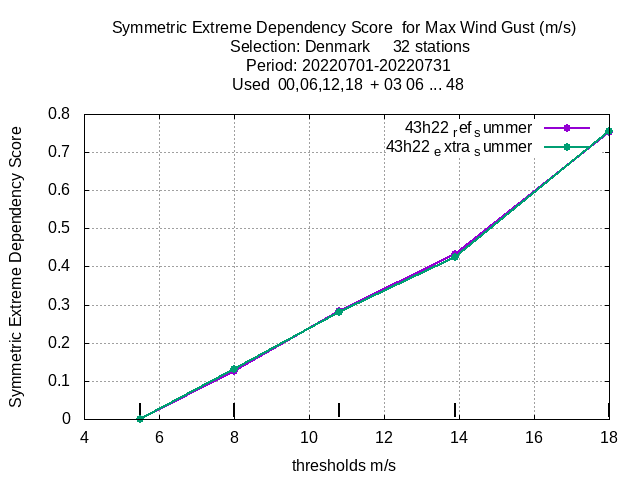 Symmetric Extreme Dependency Score for Max Wind Gust (m/s)
Selection: Denmark 32 stations
Period: 20220701-20220731
Used 00,06,12,18 + 03 06 ... 48
43h22 ref summer
43h22 extra summer
Symmetric Extreme Dependency Score
0.8
0.7
0.6
0.5
0.4
0.3
0.2
0.1
0
4 6 8 10 12 14 16 18
thresholds m/s